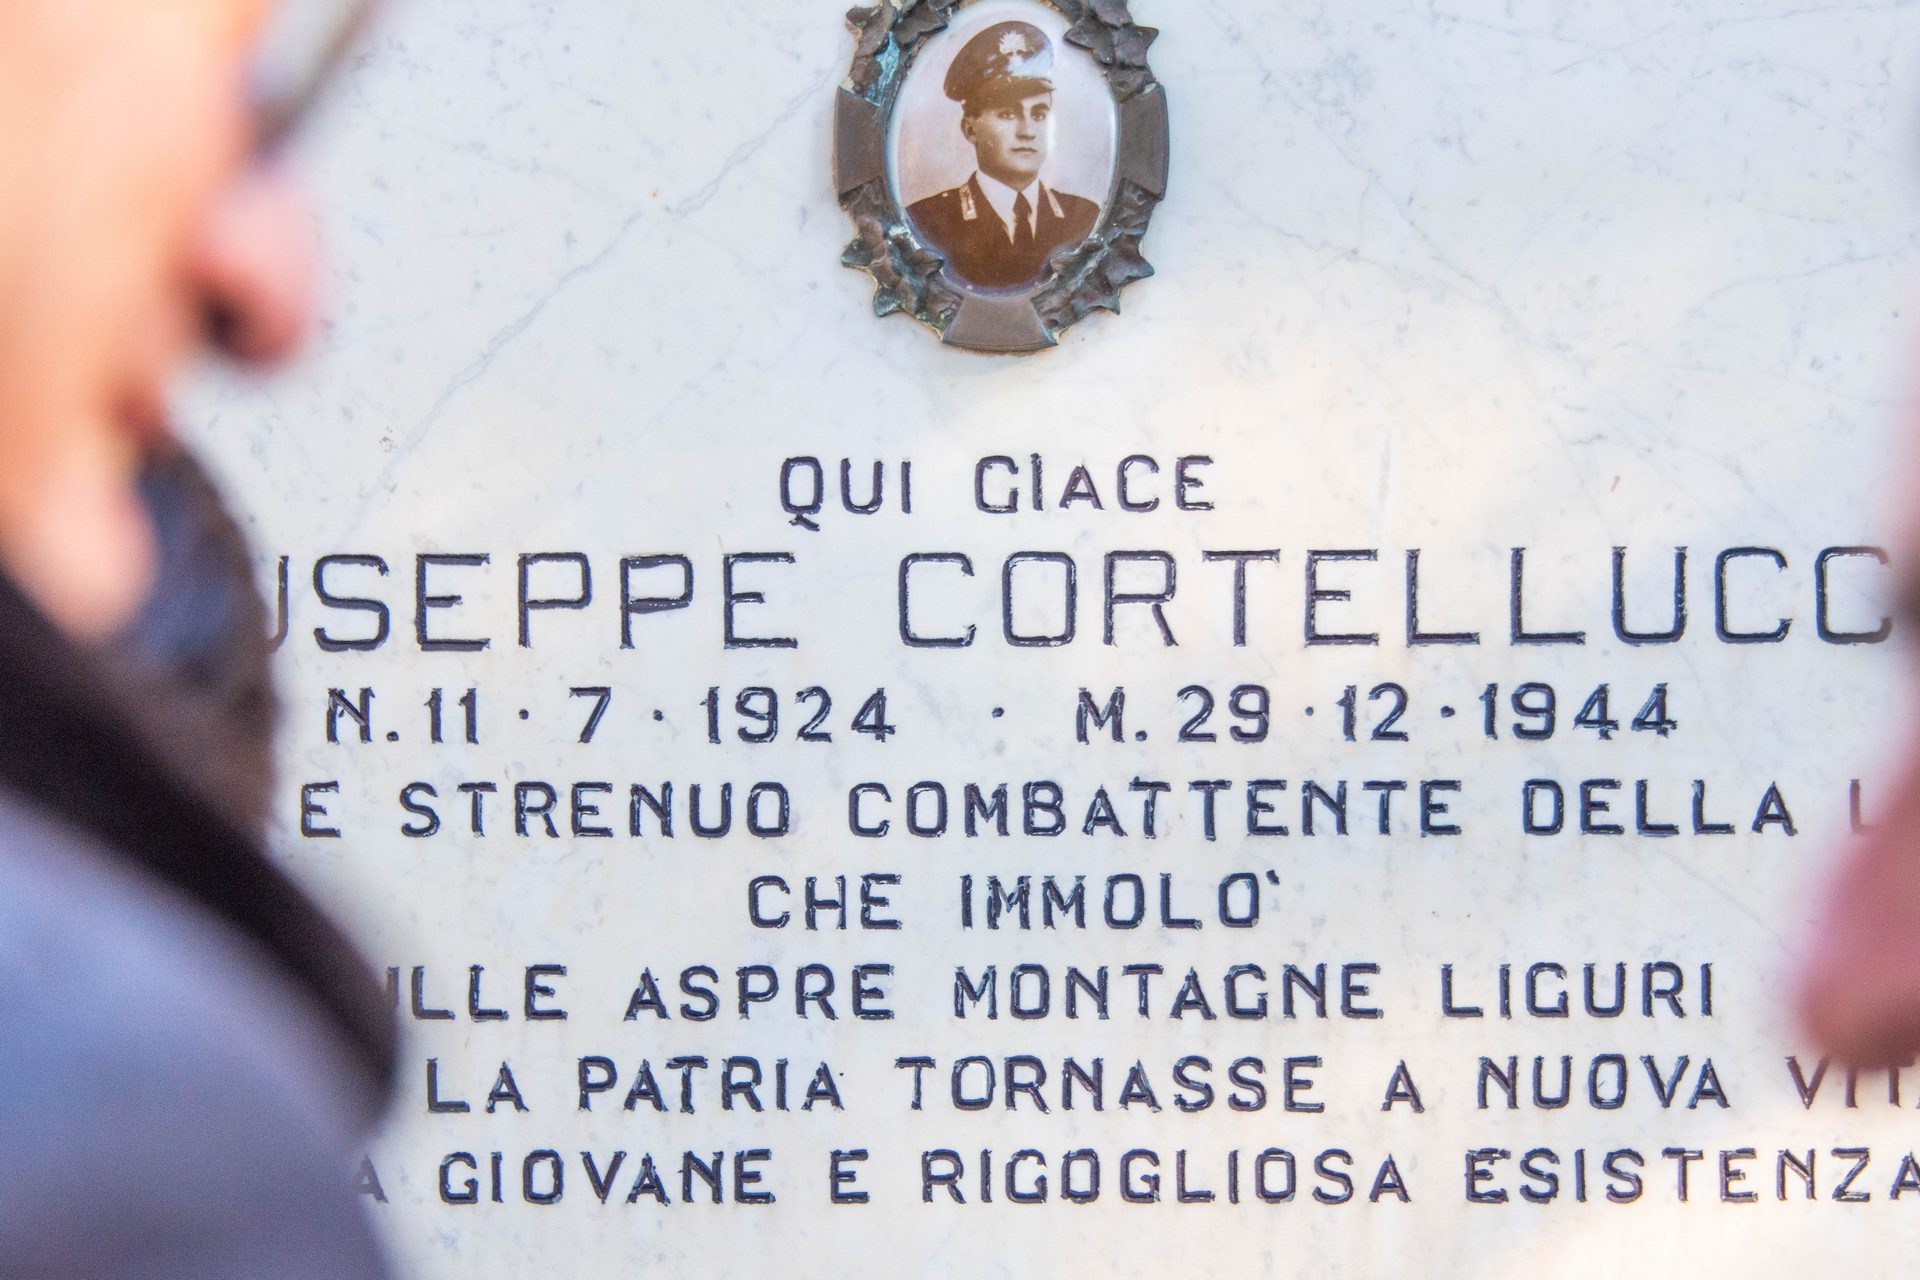 QUI GIACE
USEPPE CORTELLUCC
N. 11 · 7 · 1924 · M. 29 · 12 · 1944
E STRENUO COMBATTENTE DELLA L
CHE IMMOLO'
ULLE ASPRE MONTAGNE LIGURI
LA PATRIA TORNASSE A NUOVA VITA
A GIOVANE E RIGOGLIOSA ESISTENZA